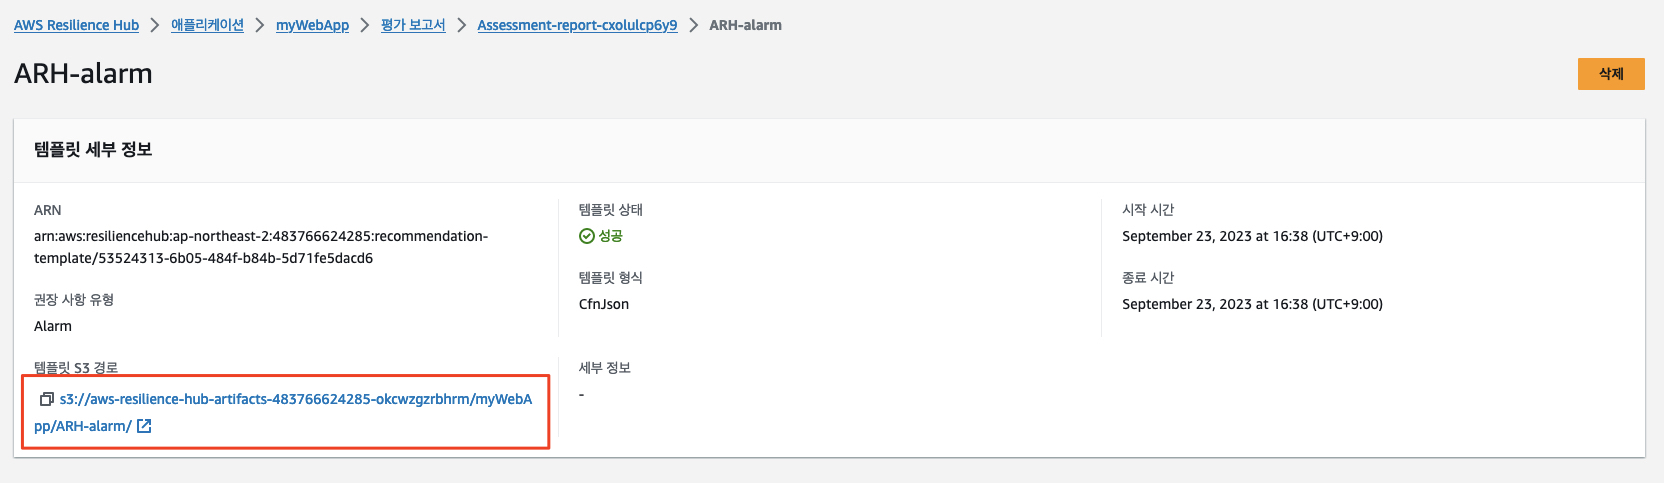 AWS Resilience Hub > 애플리케이션 > myWebApp > 평가 보고서 > Assessment-report-cxolulcp6y9 > ARH-alarm
ARH-alarm
삭제
템플릿 세부 정보
ARN
arn:aws:resiliencehub:ap-northeast-2:483766624285:recommendation-
template/53524313-6b05-484f-b84b-5d71fe5dacd6
권장 사항 유형
Alarm
템플릿 S3 경로
s3://aws-resilience-hub-artifacts-483766624285-okcwzgzrbhrm/myWebA
pp/ARH-alarm/
템플릿 상태
성공
템플릿 형식
CfnJson
세부 정보
-
시작 시간
September 23, 2023 at 16:38 (UTC+9:00)
종료 시간
September 23, 2023 at 16:38 (UTC+9:00)